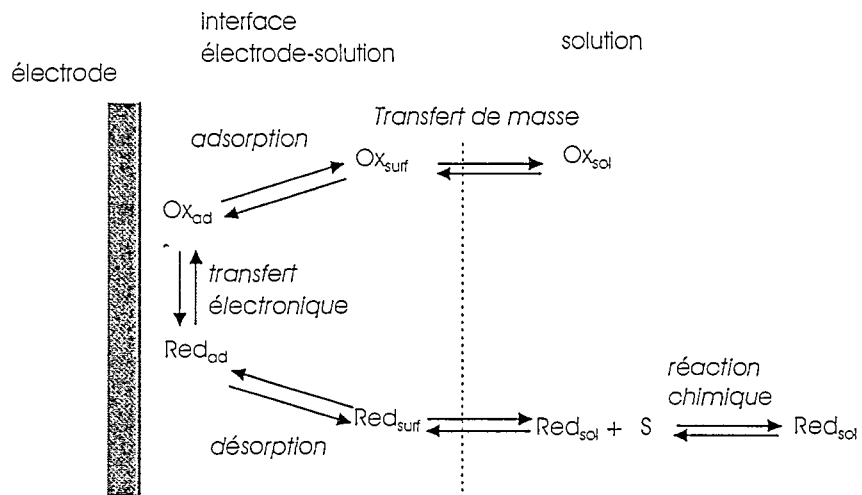 interface
électrode-solution
solution
électrode
Transfert de masse
adsorption
Ox_surf
Ox_sol
Ox_ad
transfert
électronique
Red_ad
réaction
chimique
Red_surf
Red_sol + S
Red_sol
désorption